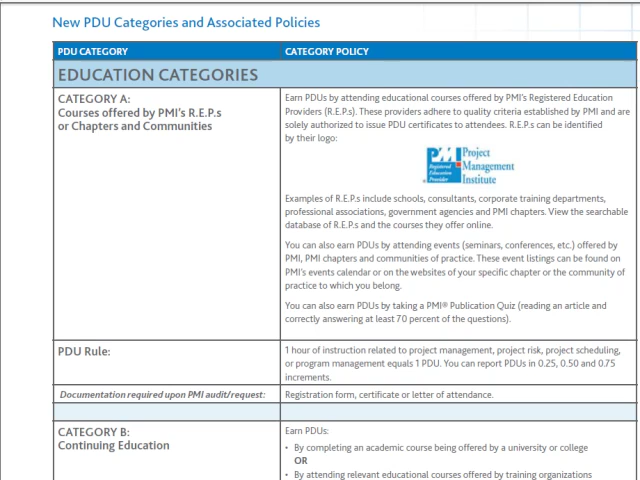 New PDU Categories and Associated Policies
PDU CATEGORY
CATEGORY POLICY
EDUCATION CATEGORIES
CATEGORY A:
Courses offered by PMI's R.E.P.s
or Chapters and Communities
Earn PDUs by attending educational courses offered by PMI's Registered Education
Providers (R.E.P.s). These providers adhere to quality criteria established by PMI and are
solely authorized to issue PDU certificates to attendees. R.E.P.s can be identified
by their logo:
PMI
Registered
Education
Provider
Project
Management
Institute
Examples of R.E.P.s include schools, consultants, corporate training departments,
professional associations, government agencies and PMI chapters. View the searchable
database of R.E.P.s and the courses they offer online.
You can also earn PDUs by attending events (seminars, conferences, etc.) offered by
PMI, PMI chapters and communities of practice. These event listings can be found on
PMI's events calendar or on the websites of your specific chapter or the community of
practice to which you belong.
You can also earn PDUs by taking a PMI® Publication Quiz (reading an article and
correctly answering at least 70 percent of the questions).
PDU Rule:
1 hour of instruction related to project management, project risk, project scheduling,
or program management equals 1 PDU. You can report PDUs in 0.25, 0.50 and 0.75
increments.
Documentation required upon PMI audit/request:
Registration form, certificate or letter of attendance.
CATEGORY B:
Continuing Education
Earn PDUs:
• By completing an academic course being offered by a university or college
OR
• By attending relevant educational courses offered by training organizations